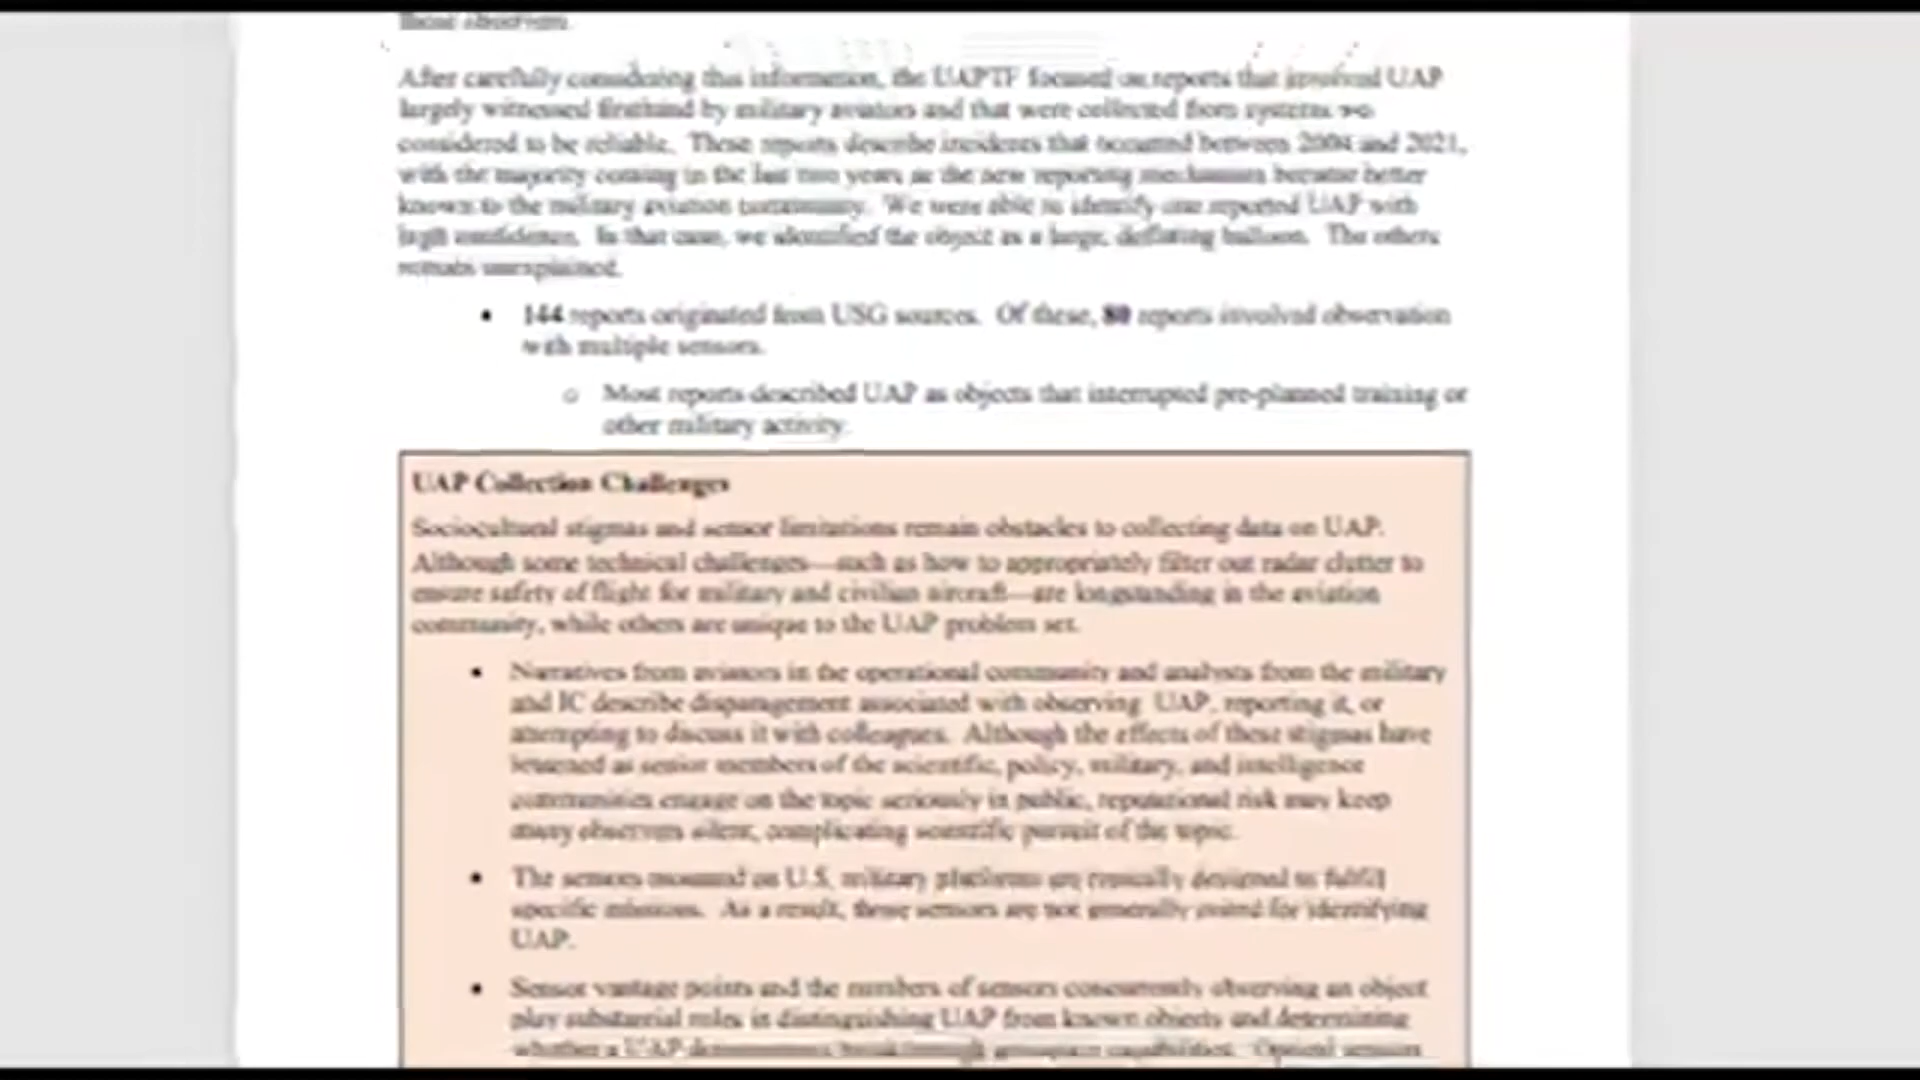 those observers.
After carefully considering this information, the UAPTF focused on reports that involved UAP
largely witnessed firsthand by military aviators and that were collected from systems we
considered to be reliable. These reports describe incidents that occurred between 2004 and 2021,
with the majority coming in the last two years as the new reporting mechanism became better
known to the military aviation community. We were able to identify one reported UAP with
high confidence. In that case, we identified the object as a large, deflating balloon. The others
remain unexplained.
• 144 reports originated from USG sources. Of these, 80 reports involved observation
with multiple sensors.
o Most reports described UAP as objects that interrupted pre-planned training or
other military activity.
UAP Collection Challenges
Sociocultural stigmas and sensor limitations remain obstacles to collecting data on UAP.
Although some technical challenges—such as how to appropriately filter out radar clutter to
ensure safety of flight for military and civilian aircraft—are longstanding in the aviation
community, while others are unique to the UAP problem set.
• Narratives from aviators in the operational community and analysts from the military
and IC describe disparagement associated with observing UAP, reporting it, or
attempting to discuss it with colleagues. Although the effects of these stigmas have
lessened as senior members of the scientific, policy, military, and intelligence
communities engage on the topic seriously in public, reputational risk may keep
many observers silent, complicating scientific pursuit of the topic.
• The sensors mounted on U.S. military platforms are typically designed to fulfill
specific missions. As a result, those sensors are not generally suited for identifying
UAP.
• Sensor vantage points and the numbers of sensors concurrently observing an object
play substantial roles in distinguishing UAP from known objects and determining
whether a UAP demonstrates breakthrough aerospace capabilities. Optical sensors